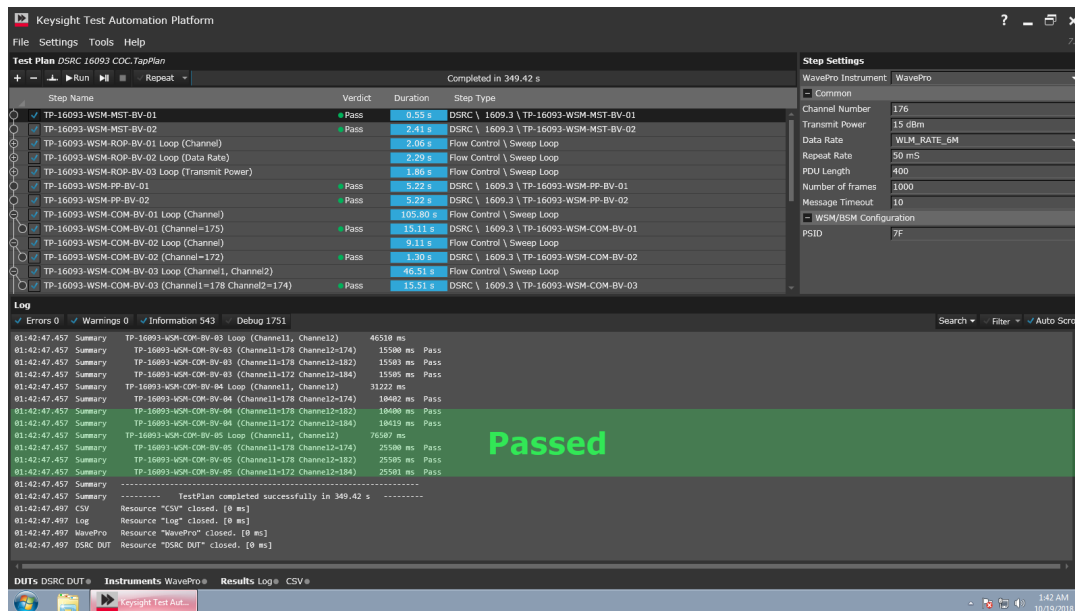 Keysight Test Automation Platform ?
File Settings Tools Help
Test Plan DSRC 16093 COC.TapPlan
+ − Run Repeat Completed in 349.42 s
Step Name Verdict Duration Step Type
TP-16093-WSM-MST-BV-01 Pass 0.55 s DSRC \ 1609.3 \ TP-16093-WSM-MST-BV-01
TP-16093-WSM-MST-BV-02 Pass 2.41 s DSRC \ 1609.3 \ TP-16093-WSM-MST-BV-02
TP-16093-WSM-ROP-BV-01 Loop (Channel) 2.06 s Flow Control \ Sweep Loop
TP-16093-WSM-ROP-BV-02 Loop (Data Rate) 2.29 s Flow Control \ Sweep Loop
TP-16093-WSM-ROP-BV-03 Loop (Transmit Power) 1.86 s Flow Control \ Sweep Loop
TP-16093-WSM-PP-BV-01 Pass 5.22 s DSRC \ 1609.3 \ TP-16093-WSM-PP-BV-01
TP-16093-WSM-PP-BV-02 Pass 5.22 s DSRC \ 1609.3 \ TP-16093-WSM-PP-BV-02
TP-16093-WSM-COM-BV-01 Loop (Channel) 105.80 s Flow Control \ Sweep Loop
TP-16093-WSM-COM-BV-01 (Channel=175) Pass 15.11 s DSRC \ 1609.3 \ TP-16093-WSM-COM-BV-01
TP-16093-WSM-COM-BV-02 Loop (Channel) 9.11 s Flow Control \ Sweep Loop
TP-16093-WSM-COM-BV-02 (Channel=172) Pass 1.30 s DSRC \ 1609.3 \ TP-16093-WSM-COM-BV-02
TP-16093-WSM-COM-BV-03 Loop (Channel1, Channel2) 46.51 s Flow Control \ Sweep Loop
TP-16093-WSM-COM-BV-03 (Channel1=178 Channel2=174) Pass 15.51 s DSRC \ 1609.3 \ TP-16093-WSM-COM-BV-03
Step Settings
WavePro Instrument WavePro
Common
Channel Number 176
Transmit Power 15 dBm
Data Rate WLM_RATE_6M
Repeat Rate 50 mS
PDU Length 400
Number of frames 1000
Message Timeout 10
WSM/BSM Configuration
PSID 7F
Log
Errors 0 Warnings 0 Information 543 Debug 1751 Search Filter Auto Scro
01:42:47.457 Summary TP-16093-WSM-COM-BV-03 Loop (Channel1, Channel2) 46510 ms
01:42:47.457 Summary TP-16093-WSM-COM-BV-03 (Channel1=178 Channel2=174) 15500 ms Pass
01:42:47.457 Summary TP-16093-WSM-COM-BV-03 (Channel1=178 Channel2=182) 15503 ms Pass
01:42:47.457 Summary TP-16093-WSM-COM-BV-03 (Channel1=172 Channel2=184) 15505 ms Pass
01:42:47.457 Summary TP-16093-WSM-COM-BV-04 Loop (Channel1, Channel2) 31222 ms
01:42:47.457 Summary TP-16093-WSM-COM-BV-04 (Channel1=178 Channel2=174) 10402 ms Pass
01:42:47.457 Summary TP-16093-WSM-COM-BV-04 (Channel1=178 Channel2=182) 10400 ms Pass
01:42:47.457 Summary TP-16093-WSM-COM-BV-04 (Channel1=172 Channel2=184) 10419 ms Pass
01:42:47.457 Summary TP-16093-WSM-COM-BV-05 Loop (Channel1, Channel2) 76507 ms
01:42:47.457 Summary TP-16093-WSM-COM-BV-05 (Channel1=178 Channel2=174) 25500 ms Pass
01:42:47.457 Summary TP-16093-WSM-COM-BV-05 (Channel1=178 Channel2=182) 25505 ms Pass
01:42:47.457 Summary TP-16093-WSM-COM-BV-05 (Channel1=172 Channel2=184) 25501 ms Pass
Passed
01:42:47.457 Summary ----------------------------------------------------------------
01:42:47.457 Summary --------- TestPlan completed successfully in 349.42 s ---------
01:42:47.497 CSV Resource "CSV" closed. [0 ms]
01:42:47.497 Log Resource "Log" closed. [0 ms]
01:42:47.497 WavePro Resource "WavePro" closed. [0 ms]
01:42:47.497 DSRC DUT Resource "DSRC DUT" closed. [0 ms]
DUTs DSRC DUT Instruments WavePro Results Log CSV
Keysight Test Aut...
1:42 AM
10/19/2018